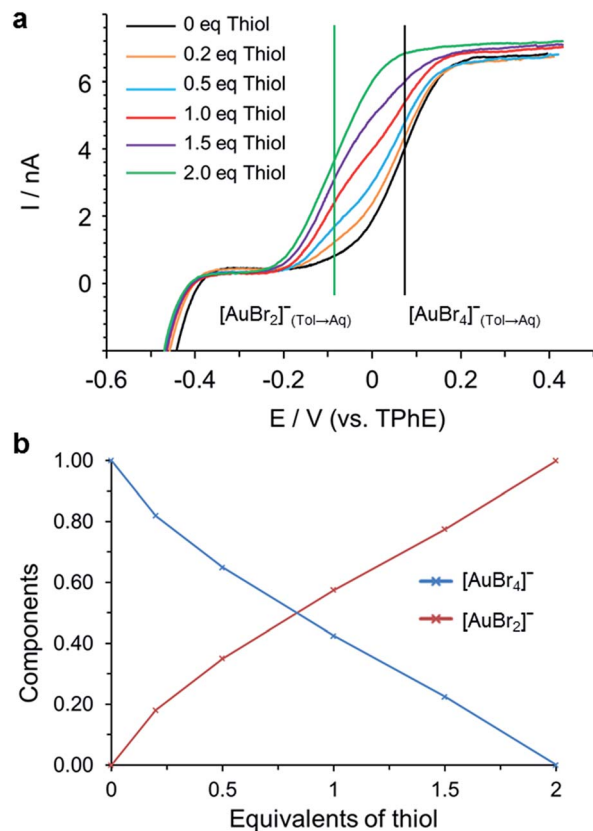 a
0 eq Thiol
0.2 eq Thiol
0.5 eq Thiol
1.0 eq Thiol
1.5 eq Thiol
2.0 eq Thiol
I / nA
6
4
2
0
[AuBr2]⁻(Tol→Aq)
[AuBr4]⁻(Tol→Aq)
-0.6
-0.4
-0.2
0
0.2
0.4
E / V (vs. TPhE)
b
1.00
0.80
0.60
0.40
0.20
0.00
Components
[AuBr4]⁻
[AuBr2]⁻
0
0.5
1
1.5
2
Equivalents of thiol